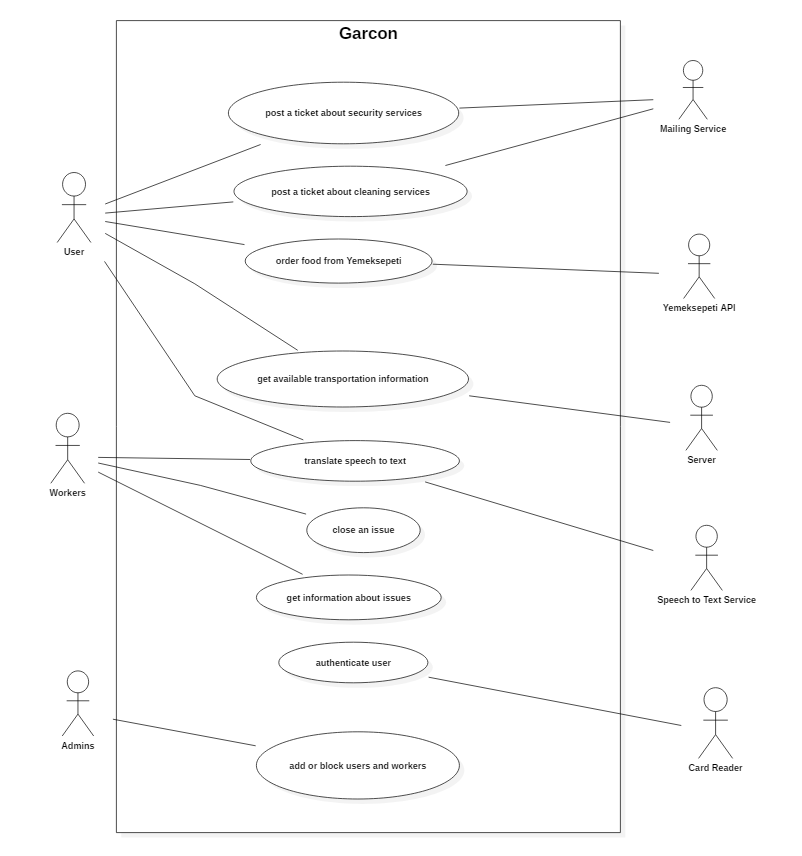 Garcon
post a ticket about security services
Mailing Service
post a ticket about cleaning services
User
order food from Yemeksepeti
Yemeksepeti API
get available transportation information
Server
translate speech to text
Workers
close an issue
get information about issues
Speech to Text Service
authenticate user
Admins
add or block users and workers
Card Reader